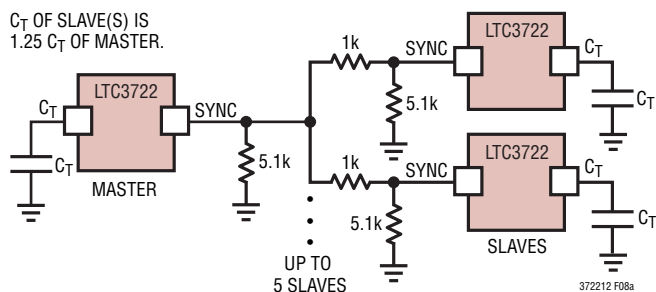 C_T OF SLAVE(S) IS
1.25 C_T OF MASTER.
LTC3722
C_T
SYNC
C_T
5.1k
MASTER
1k
SYNC
LTC3722
C_T
5.1k
C_T
1k
SYNC
LTC3722
C_T
5.1k
C_T
SLAVES
UP TO
5 SLAVES
372212 F08a